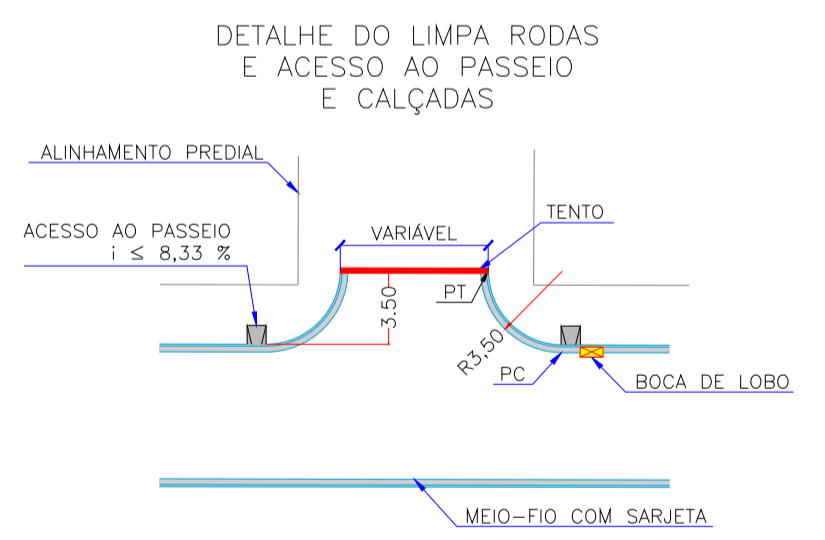 DETALHE DO LIMPA RODAS
E ACESSO AO PASSEIO
E CALÇADAS
ALINHAMENTO PREDIAL
ACESSO AO PASSEIO
i ≤ 8,33 %
VARIÁVEL
TENTO
PT
3.50
R3,50
PC
BOCA DE LOBO
MEIO-FIO COM SARJETA